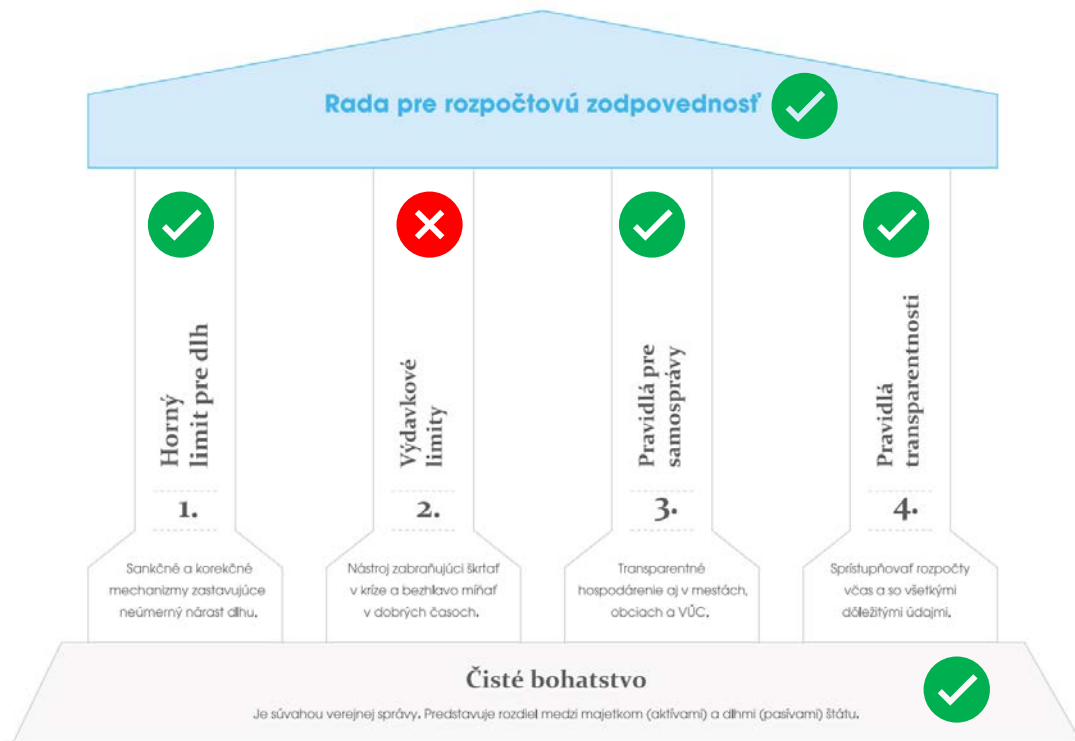 Rada pre rozpočtovú zodpovednosť
Horný
limit pre dlh
1.
Sankčné a korekčné
mechanizmy zastavujúce
neúmerný nárast dlhu.
Výdavkové
limity
2.
Nástroj zabraňujúci škrtať
v kríze a bezhlavo míňať
v dobrých časoch.
Pravidlá pre
samosprávy
3.
Transparentné
hospodárenie aj v mestách,
obciach a VÚC.
Pravidlá
transparentnosti
4.
Sprístupňovať rozpočty
včas a so všetkými
dôležitými údajmi.
Čisté bohatstvo
Je súvahou verejnej správy. Predstavuje rozdiel medzi majetkom (aktívami) a dlhmi (pasívami) štátu.